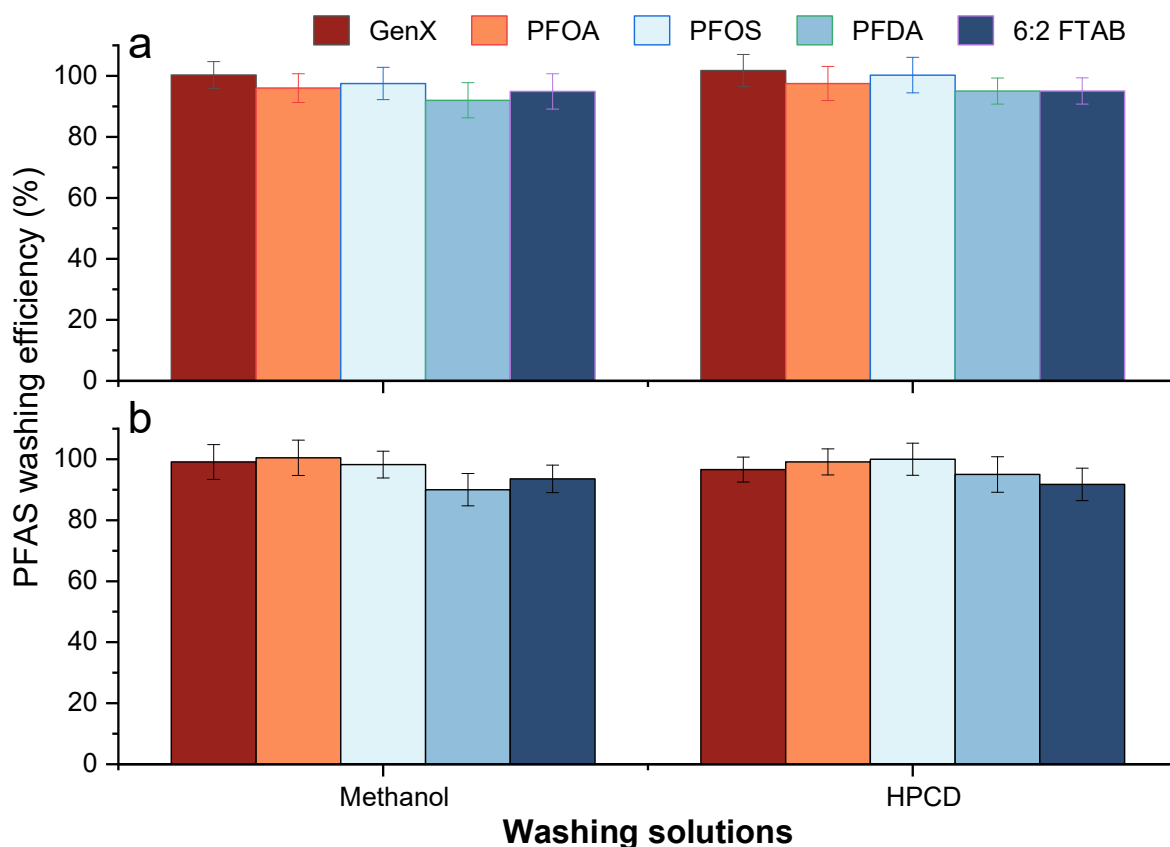 GenX PFOA PFOS PFDA 6:2 FTAB
a
100
80
60
40
20
0
PFAS washing efficiency (%)
b
100
80
60
40
20
0
Methanol HPCD
Washing solutions